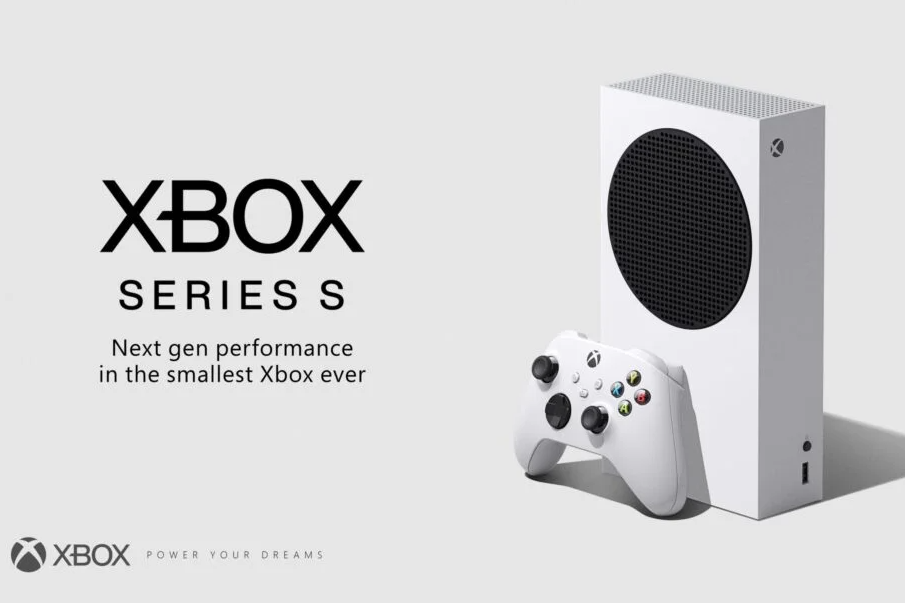 XBOX
SERIES S
Next gen performance
in the smallest Xbox ever
X
Y
B
A
XBOX POWER YOUR DREAMS